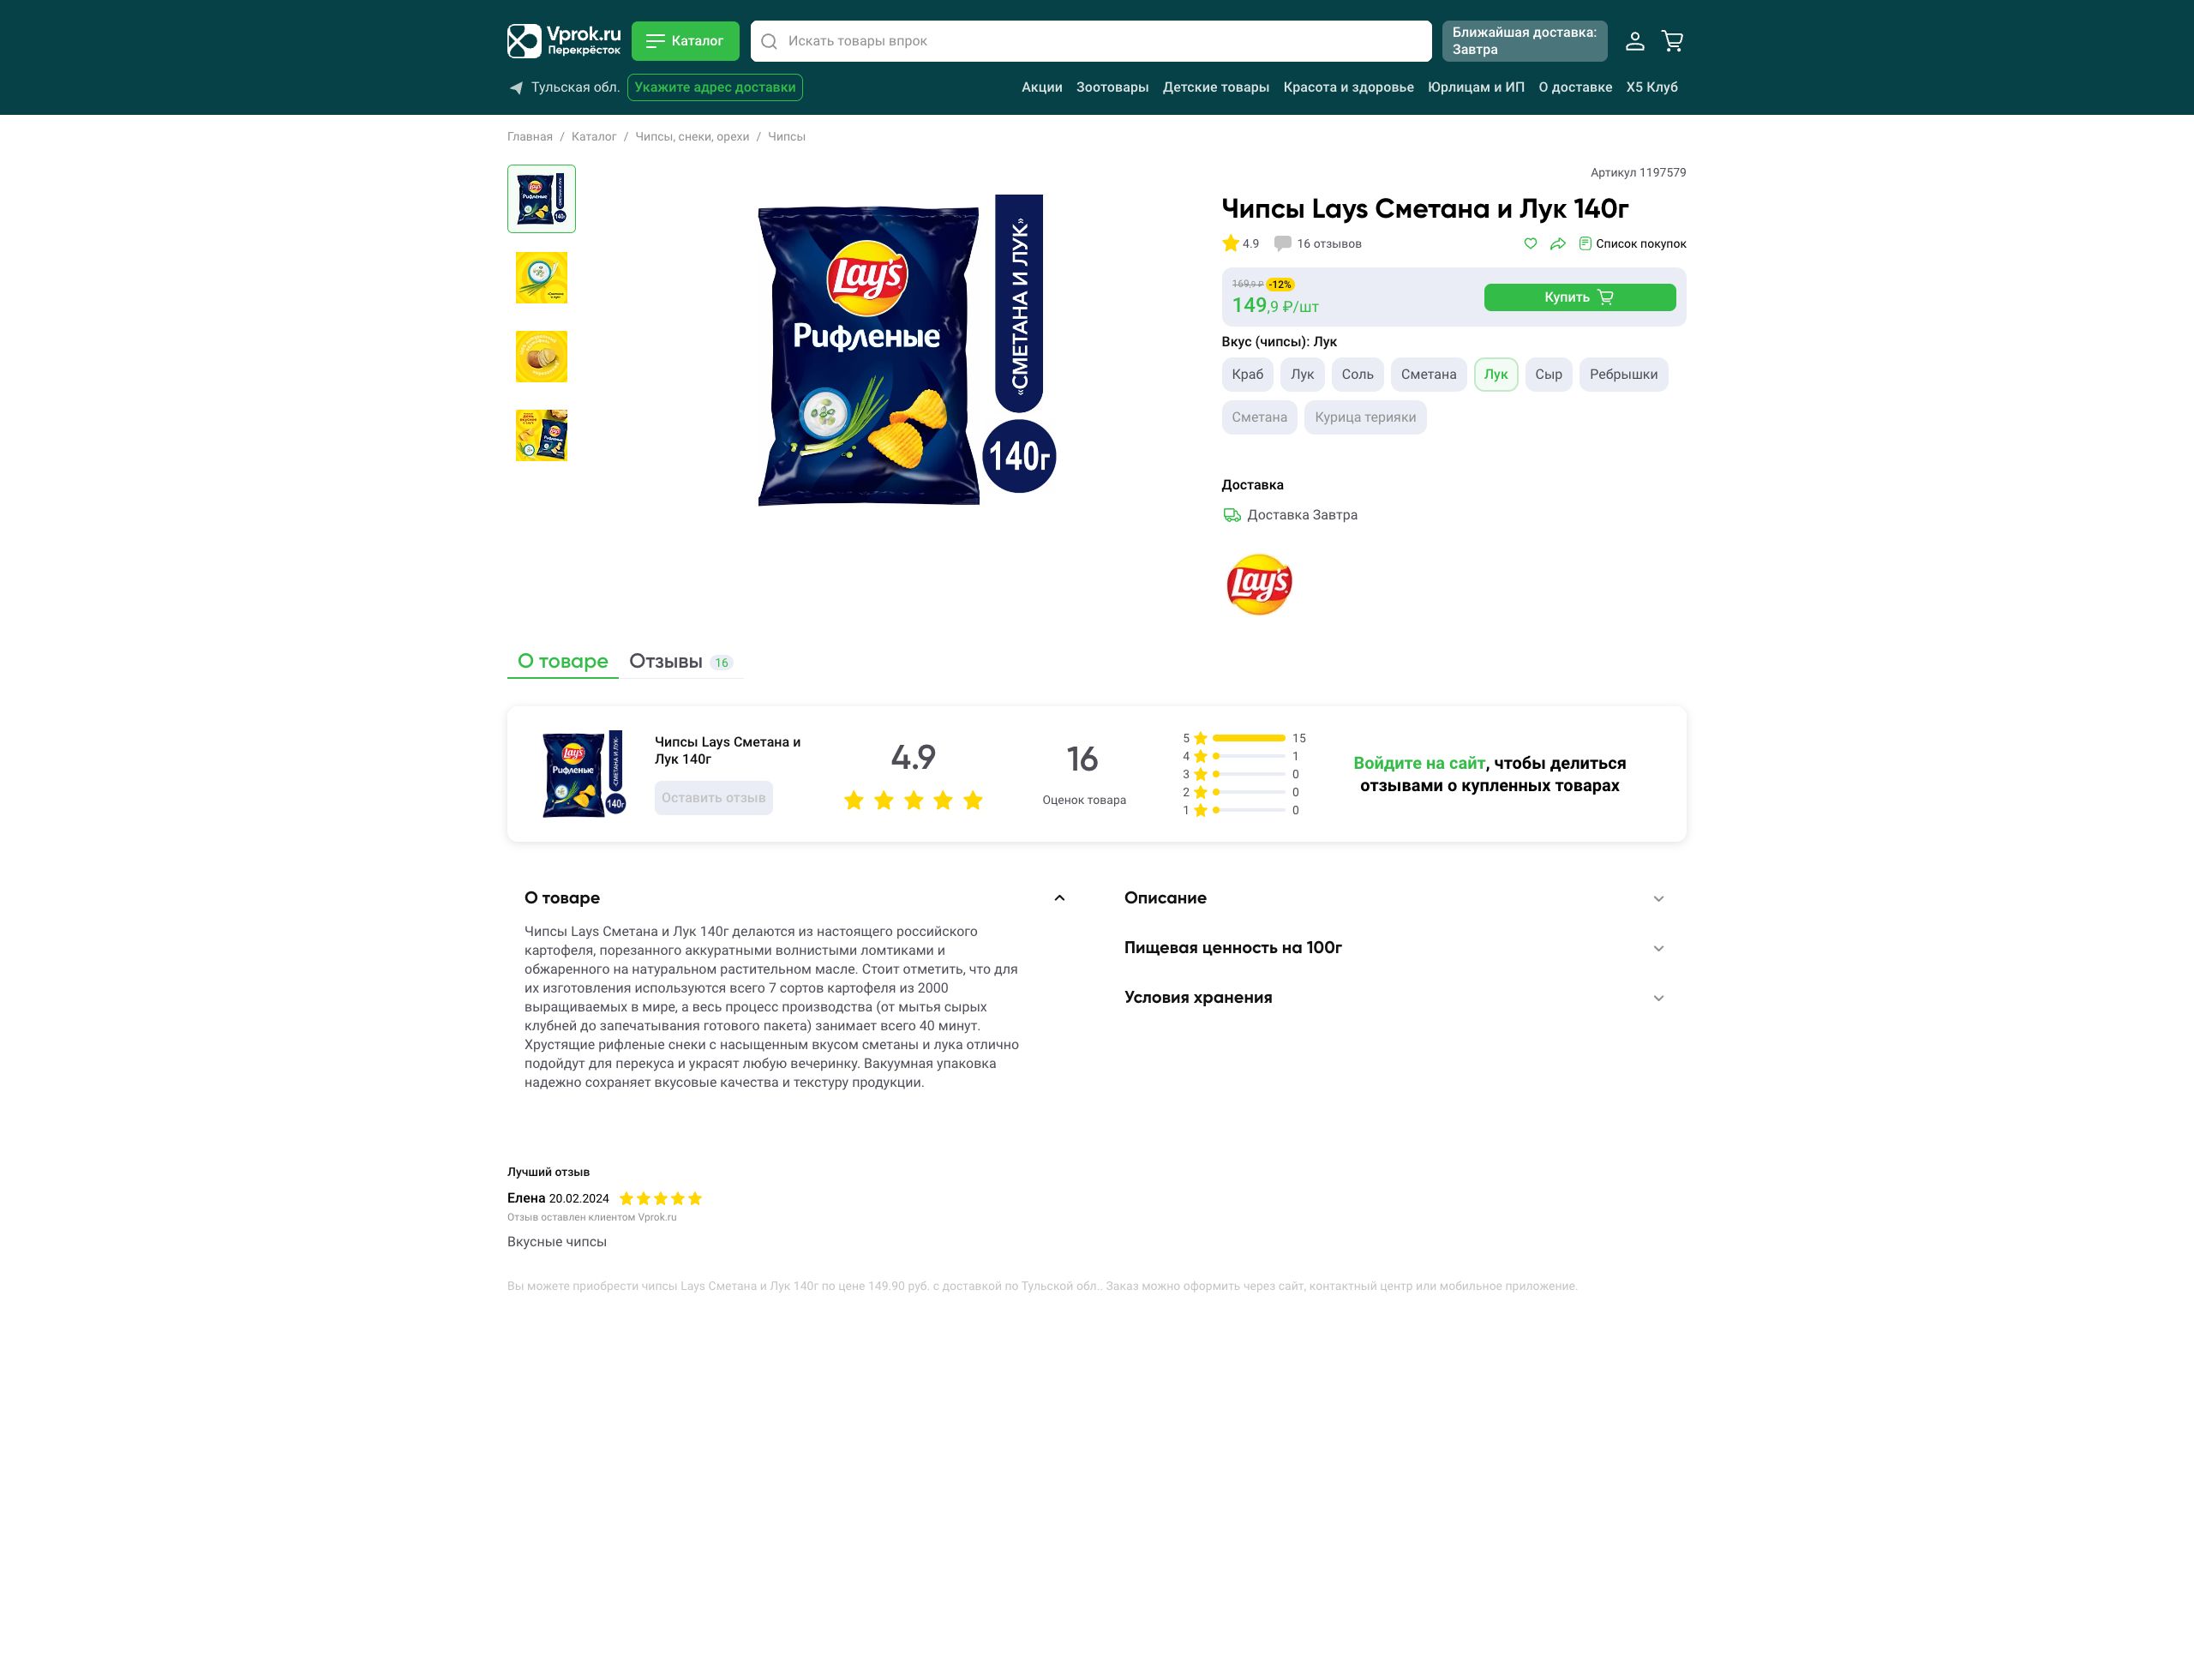 Vprok.ru
Перекрёсток
Каталог
Искать товары впрок
Ближайшая доставка:
Завтра
Тульская обл.
Укажите адрес доставки
Акции
Зоотовары
Детские товары
Красота и здоровье
Юрлицам и ИП
О доставке
Х5 Клуб
Главная / Каталог / Чипсы, снеки, орехи / Чипсы
Lay's
Рифленые
«СМЕТАНА И ЛУК»
140г
Артикул 1197579
Чипсы Lays Сметана и Лук 140г
4.9
16 отзывов
Список покупок
169,9 ₽ -12%
149,9 ₽/шт
Купить
Вкус (чипсы): Лук
Краб
Лук
Соль
Сметана
Лук
Сыр
Ребрышки
Сметана
Курица терияки
Доставка
Доставка Завтра
Lay's
О товаре
Отзывы 16
Lay's
Рифленые
«СМЕТАНА И ЛУК»
140г
Чипсы Lays Сметана и
Лук 140г
Оставить отзыв
4.9
16
Оценок товара
5 15
4 1
3 0
2 0
1 0
Войдите на сайт, чтобы делиться
отзывами о купленных товарах
О товаре
Чипсы Lays Сметана и Лук 140г делаются из настоящего российского
картофеля, порезанного аккуратными волнистыми ломтиками и
обжаренного на натуральном растительном масле. Стоит отметить, что для
их изготовления используются всего 7 сортов картофеля из 2000
выращиваемых в мире, а весь процесс производства (от мытья сырых
клубней до запечатывания готового пакета) занимает всего 40 минут.
Хрустящие рифленые снеки с насыщенным вкусом сметаны и лука отлично
подойдут для перекуса и украсят любую вечеринку. Вакуумная упаковка
надежно сохраняет вкусовые качества и текстуру продукции.
Описание
Пищевая ценность на 100г
Условия хранения
Лучший отзыв
Елена 20.02.2024
Отзыв оставлен клиентом Vprok.ru
Вкусные чипсы
Вы можете приобрести чипсы Lays Сметана и Лук 140г по цене 149.90 руб. с доставкой по Тульской обл.. Заказ можно оформить через сайт, контактный центр или мобильное приложение.